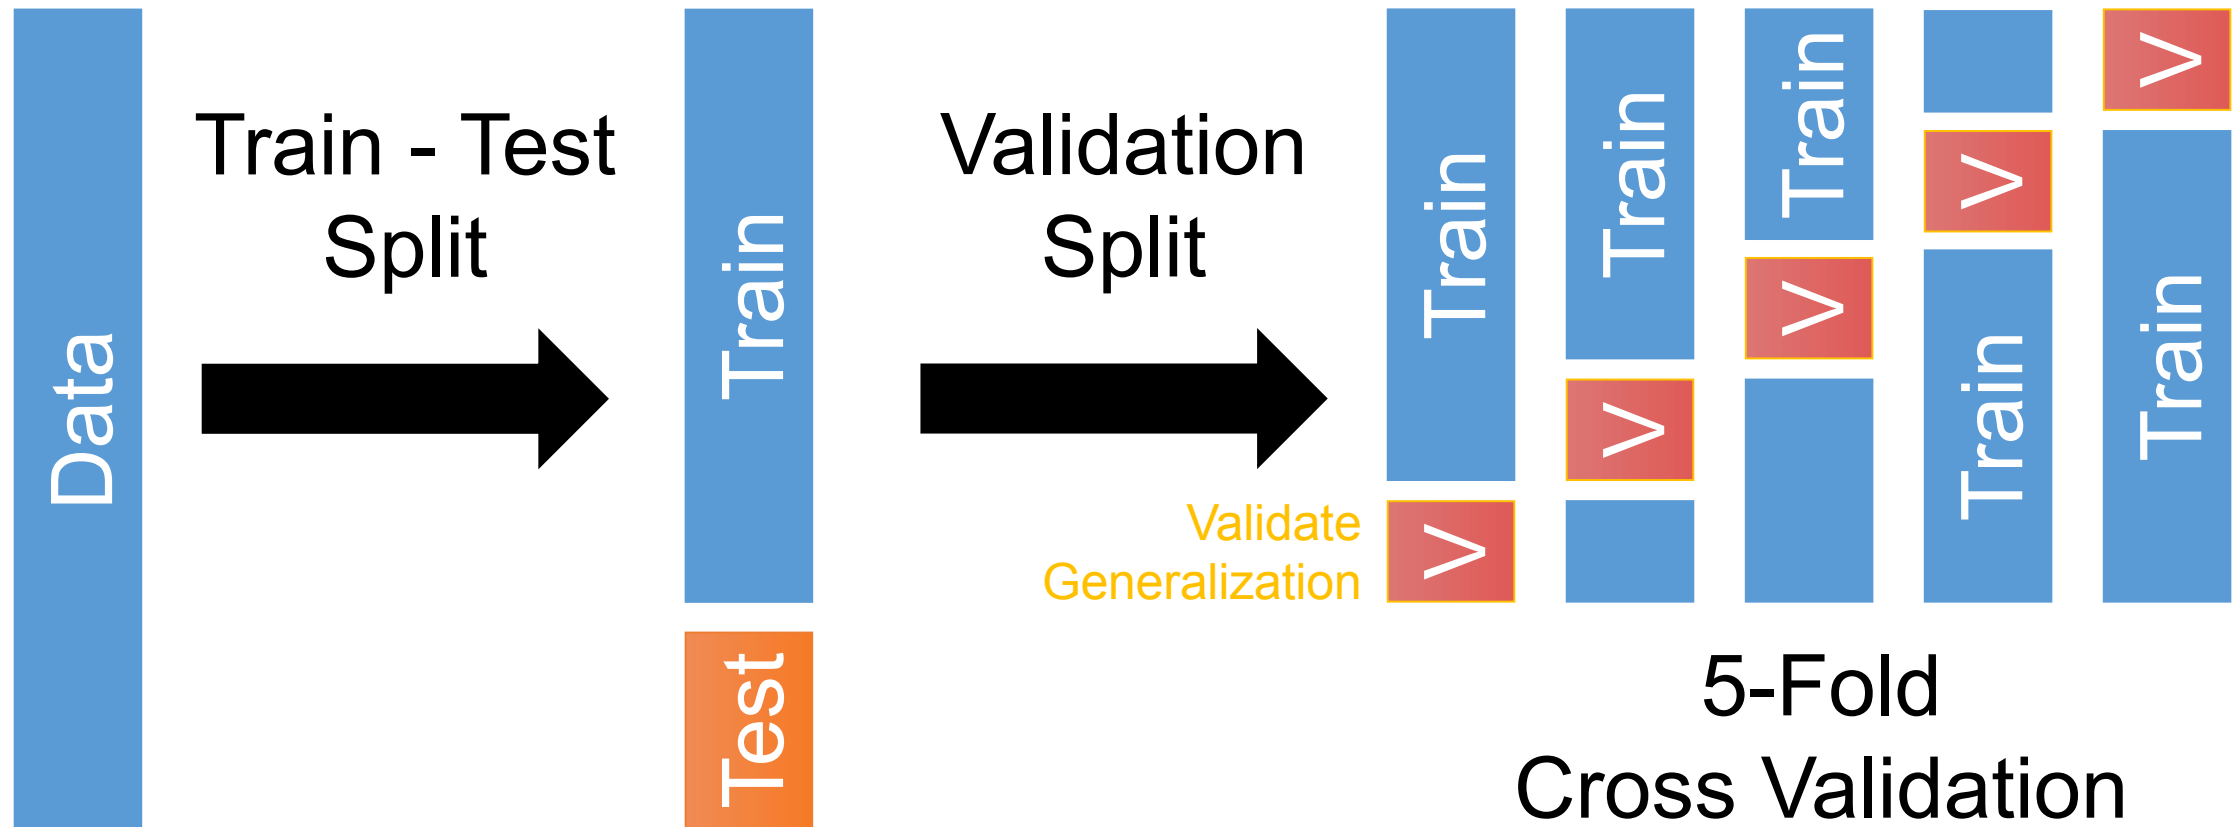 Data
Train - Test
Split
Train
Test
Validation
Split
Validate
Generalization
Train
V
Train
V
Train
V
V
Train
V
Train
5-Fold
Cross Validation